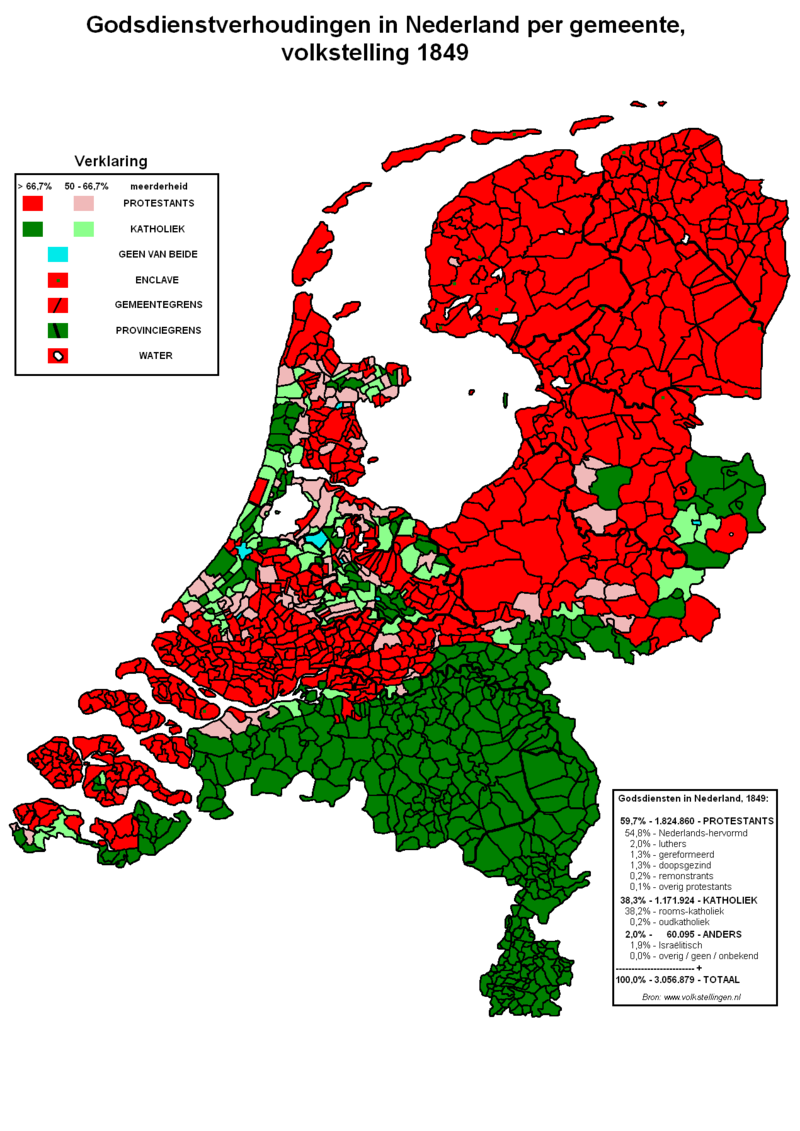 Godsdienstverhoudingen in Nederland per gemeente,
volkstelling 1849
Verklaring
> 66,7% 50 - 66,7% meerderheid
PROTESTANTS
KATHOLIEK
GEEN VAN BEIDE
ENCLAVE
GEMEENTEGRENS
PROVINCIEGRENS
WATER
Godsdiensten in Nederland, 1849:
59,7% - 1.824.860 - PROTESTANTS
54,8% - Nederlands-hervormd
2,0% - luthers
1,3% - gereformeerd
1,3% - doopsgezind
0,2% - remonstrants
0,1% - overig protestants
38,3% - 1.171.924 - KATHOLIEK
38,2% - rooms-katholiek
0,2% - oudkatholiek
2,0% - 60.095 - ANDERS
1,9% - Israëlitisch
0,0% - overig / geen / onbekend
------------------------- +
100,0% - 3.056.879 - TOTAAL
Bron: www.volkstellingen.nl